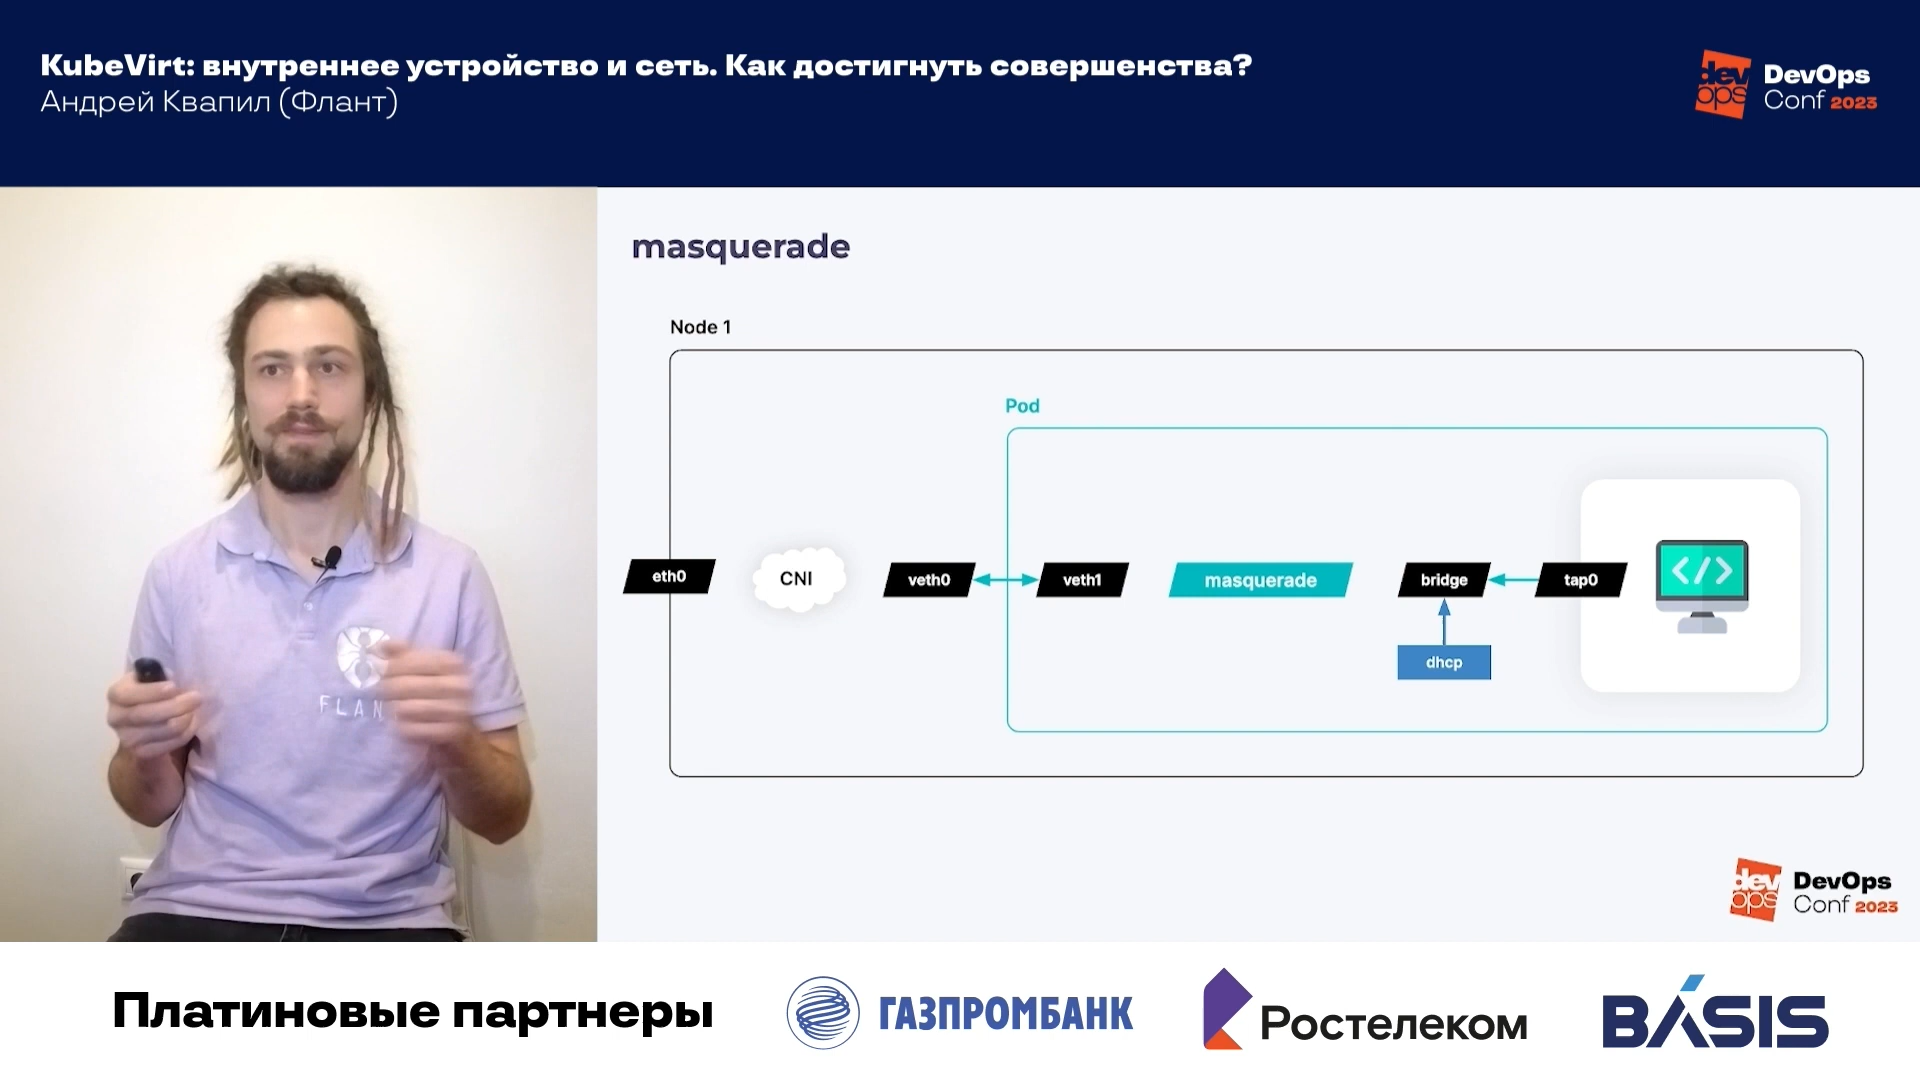 KubeVirt: внутреннее устройство и сеть. Как достигнуть совершенства?
Андрей Квапил (Флант)
dev
ops
DevOps
Conf 2023
masquerade
Node 1
Pod
eth0
CNI
veth0
veth1
masquerade
bridge
tap0
</>
dhcp
FLAN
dev
ops
DevOps
Conf 2023
Платиновые партнеры
ГАЗПРОМБАНК
Ростелеком
BASIS